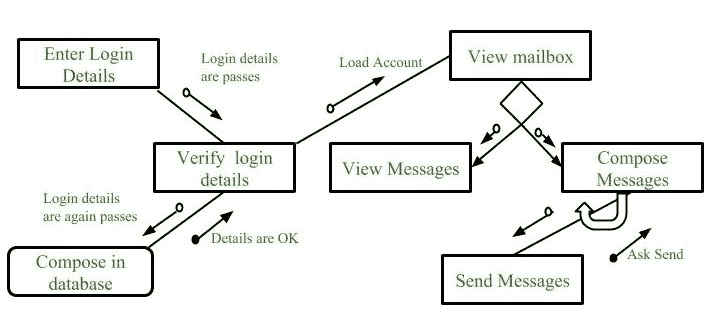 Enter Login
Details
Login details
are passes
Load Account
View mailbox
Verify login
details
View Messages
Compose
Messages
Login details
are again passes
Details are OK
Compose in
database
Send Messages
Ask Send